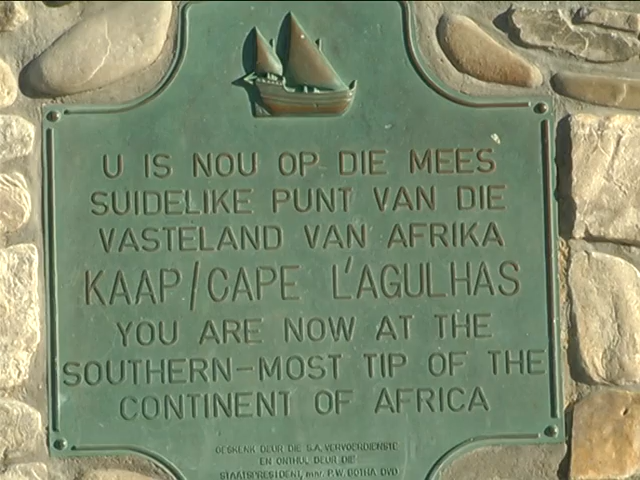 U IS NOU OP DIE MEES
SUIDELIKE PUNT VAN DIE
VASTELAND VAN AFRIKA
KAAP/CAPE L'AGULHAS
YOU ARE NOW AT THE
SOUTHERN-MOST TIP OF THE
CONTINENT OF AFRICA
GESKENK DEUR DIE S.A. VERVOERDIENSTE
EN ONTHUL DEUR DIE
STAATSPRESIDENT, mnr. P.W. BOTHA DVD